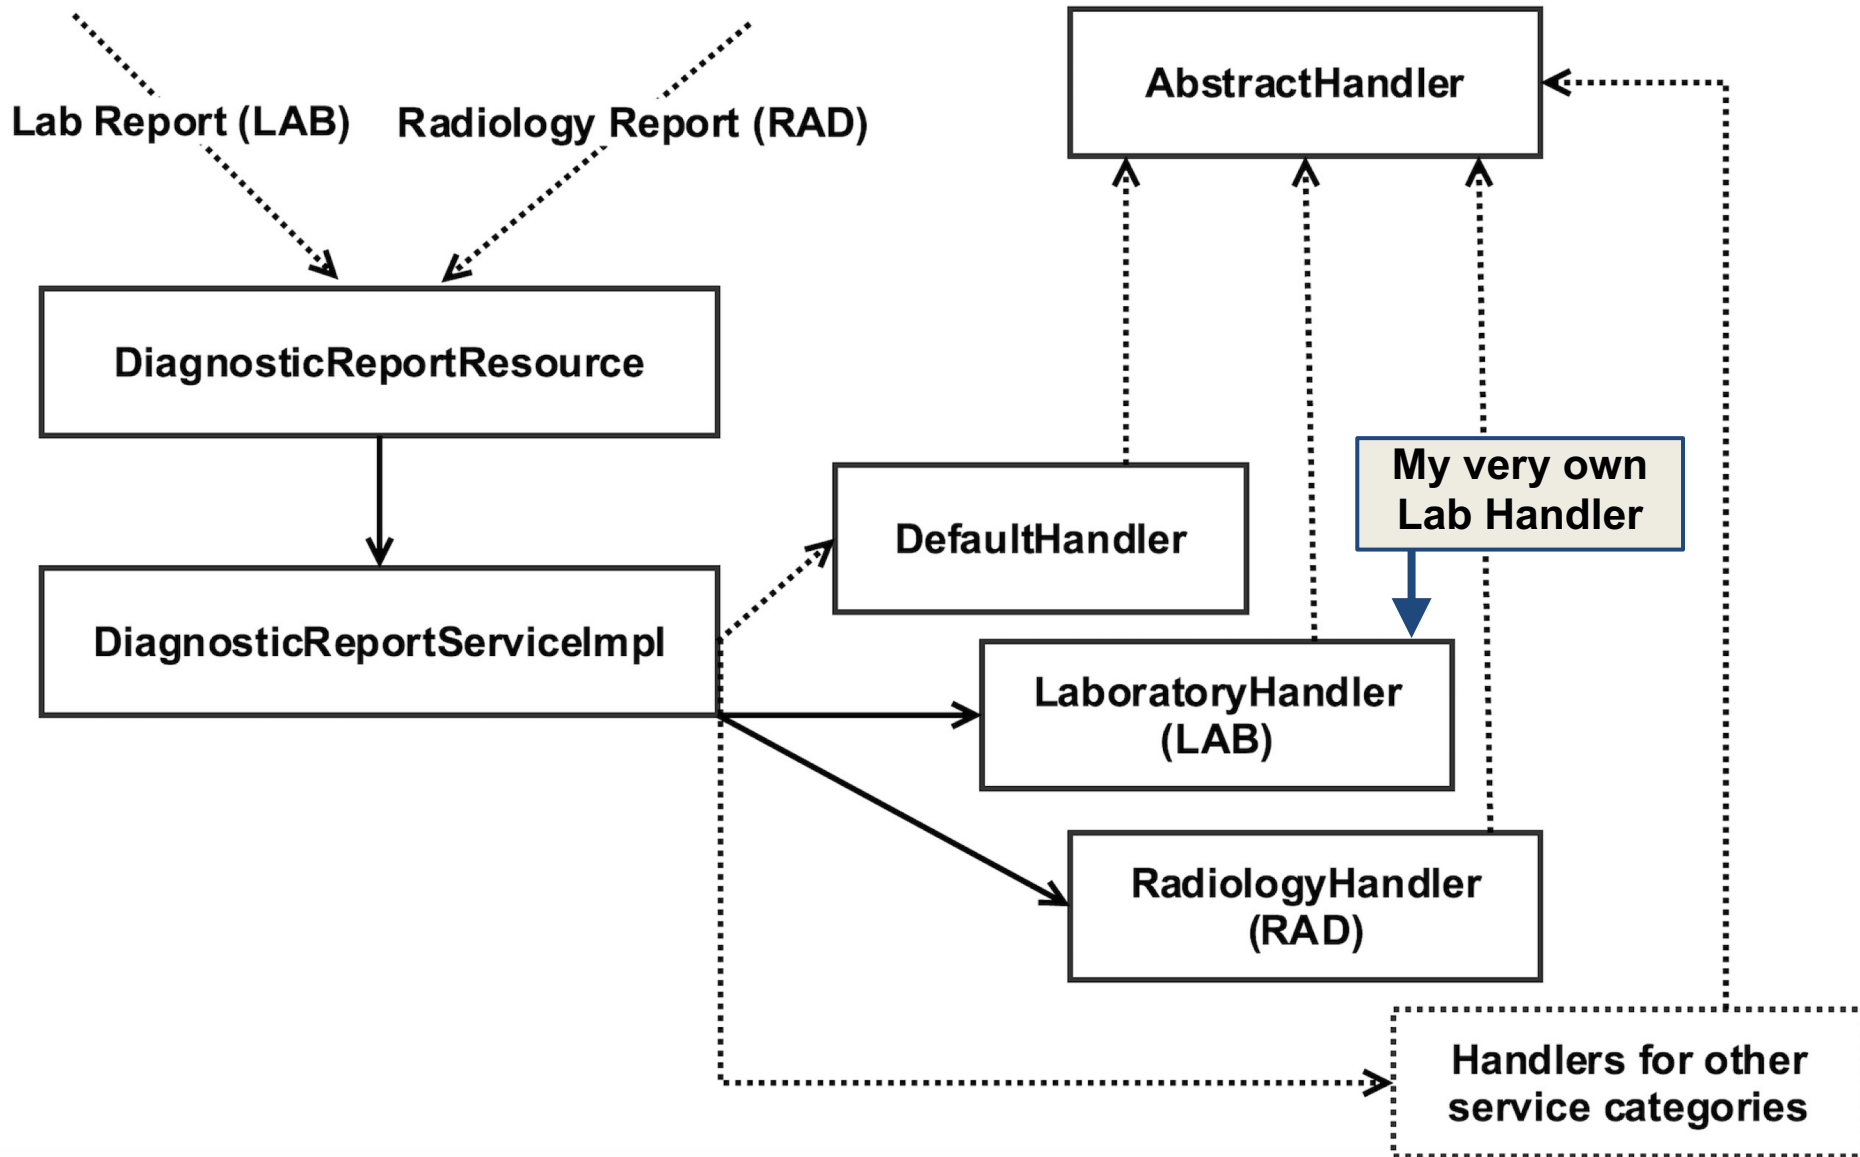 Lab Report (LAB)
Radiology Report (RAD)
AbstractHandler
DiagnosticReportResource
My very own
Lab Handler
DefaultHandler
DiagnosticReportServiceImpl
LaboratoryHandler
(LAB)
RadiologyHandler
(RAD)
Handlers for other
service categories